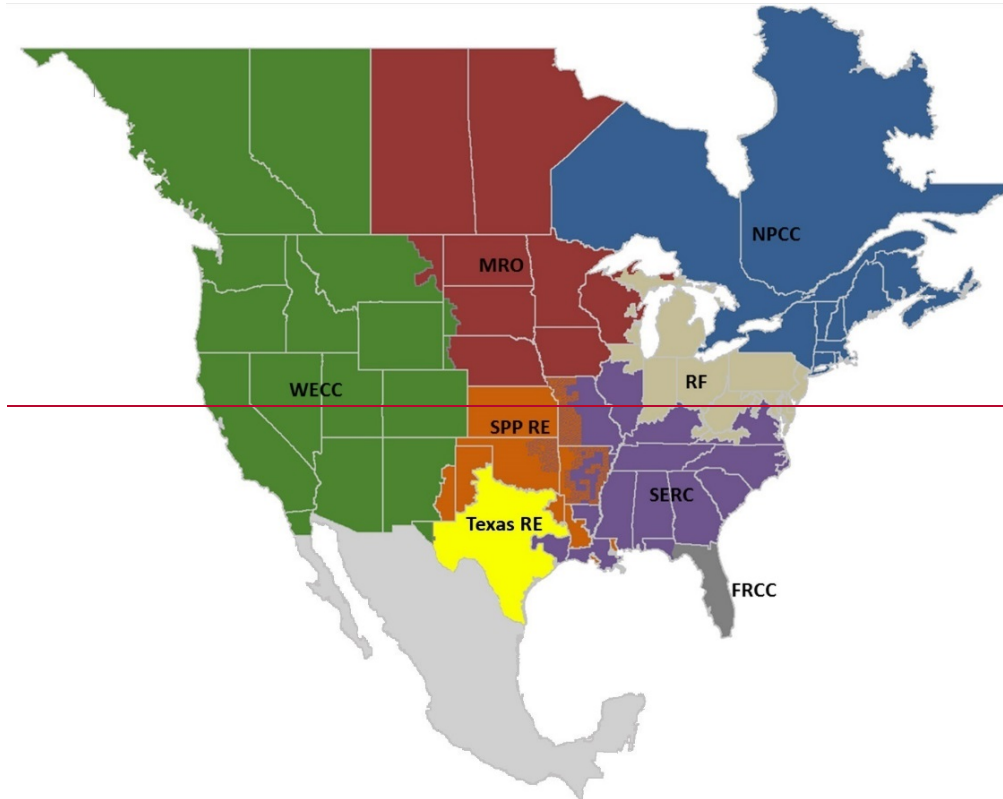 NPCC
MRO
RF
WECC
SPP RE
SERC
Texas RE
FRCC